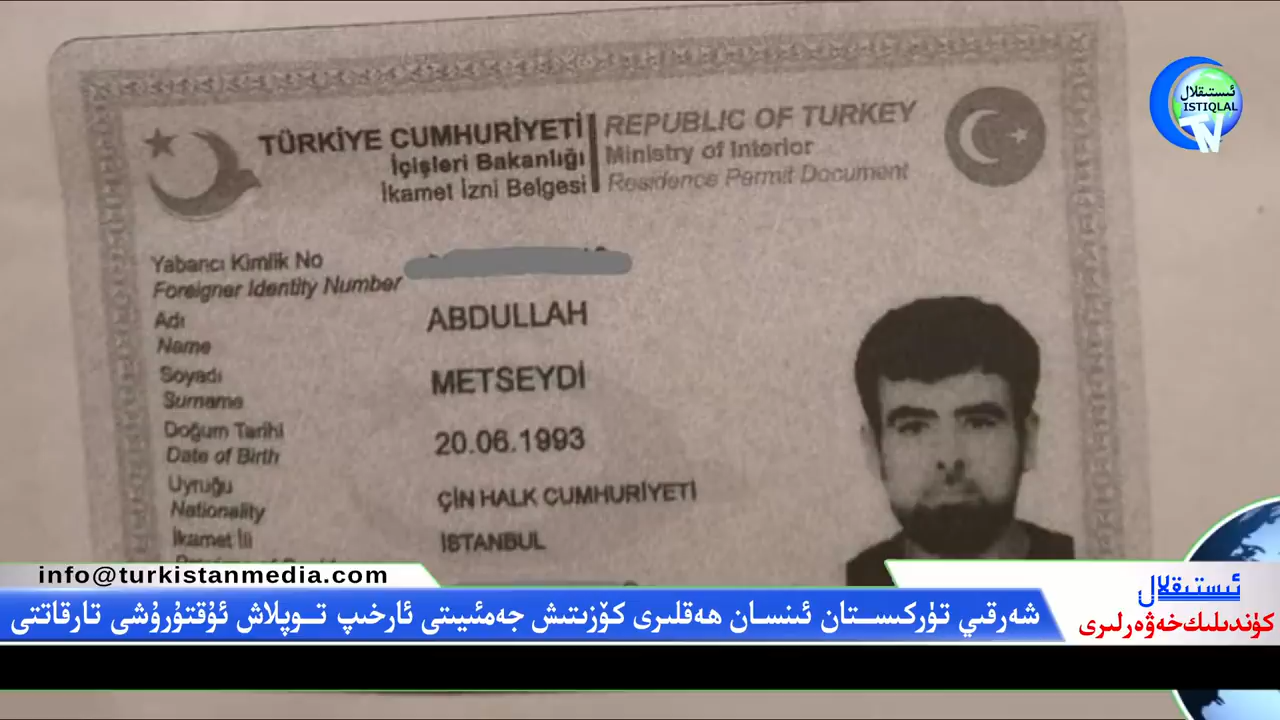 ئىستىقلال
ISTIQLAL
TV
TÜRKİYE CUMHURİYETİ
İçişleri Bakanlığı
İkamet İzni Belgesi
REPUBLIC OF TURKEY
Ministry of Interior
Residence Permit Document
Yabancı Kimlik No
Foreigner Identity Number
Adı
Name
ABDULLAH
Soyadı
Surname
METSEYDİ
Doğum Tarihi
Date of Birth
20.06.1993
Uyruğu
Nationality
ÇİN HALK CUMHURİYETİ
İkamet İli
İSTANBUL
info@turkistanmedia.com
شەرقىي تۈركىستان ئىنسان ھەقلىرى كۆزىتىش جەمئىيىتى ئارخىپ توپلاش ئۇقتۇرۇشى تارقاتتى
ئىستىقلال
كۈندىلىك خەۋەرلىرى